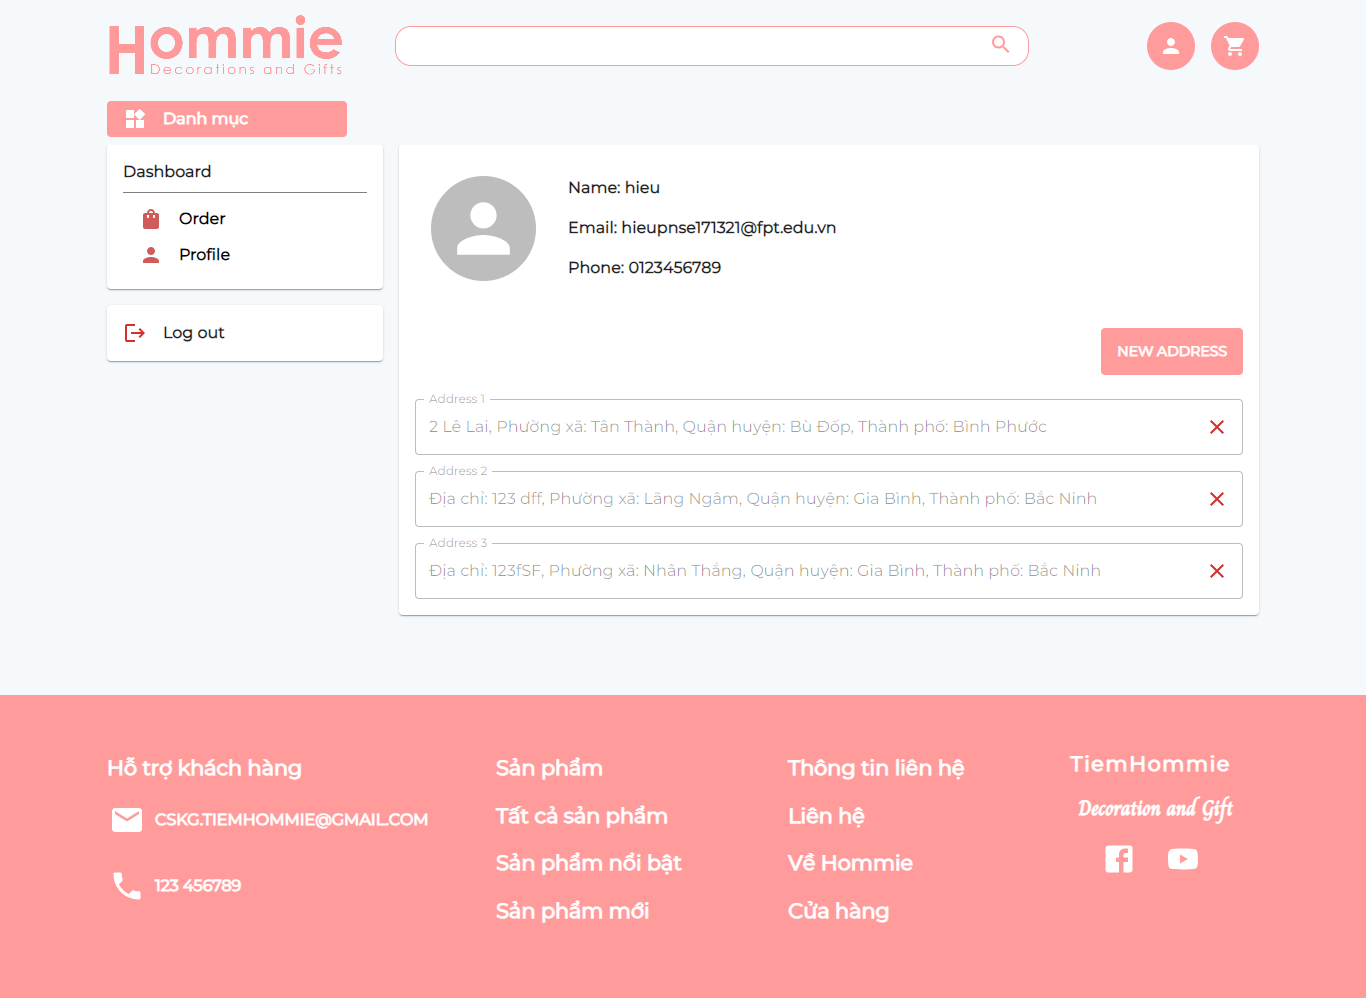 Hommie
Decorations and Gifts
Danh mục
Dashboard
Order
Profile
Log out
Name: hieu
Email: hieupnse171321@fpt.edu.vn
Phone: 0123456789
NEW ADDRESS
Address 1
2 Lê Lai, Phường xã: Tân Thành, Quận huyện: Bù Đốp, Thành phố: Bình Phước
Address 2
Địa chỉ: 123 dff, Phường xã: Lãng Ngâm, Quận huyện: Gia Bình, Thành phố: Bắc Ninh
Address 3
Địa chỉ: 123fSF, Phường xã: Nhân Thắng, Quận huyện: Gia Bình, Thành phố: Bắc Ninh
Hỗ trợ khách hàng
CSKG.TIEMHOMMIE@GMAIL.COM
123 456789
Sản phẩm
Tất cả sản phẩm
Sản phẩm nổi bật
Sản phẩm mới
Thông tin liên hệ
Liên hệ
Về Hommie
Cửa hàng
TiemHommie
Decoration and Gift